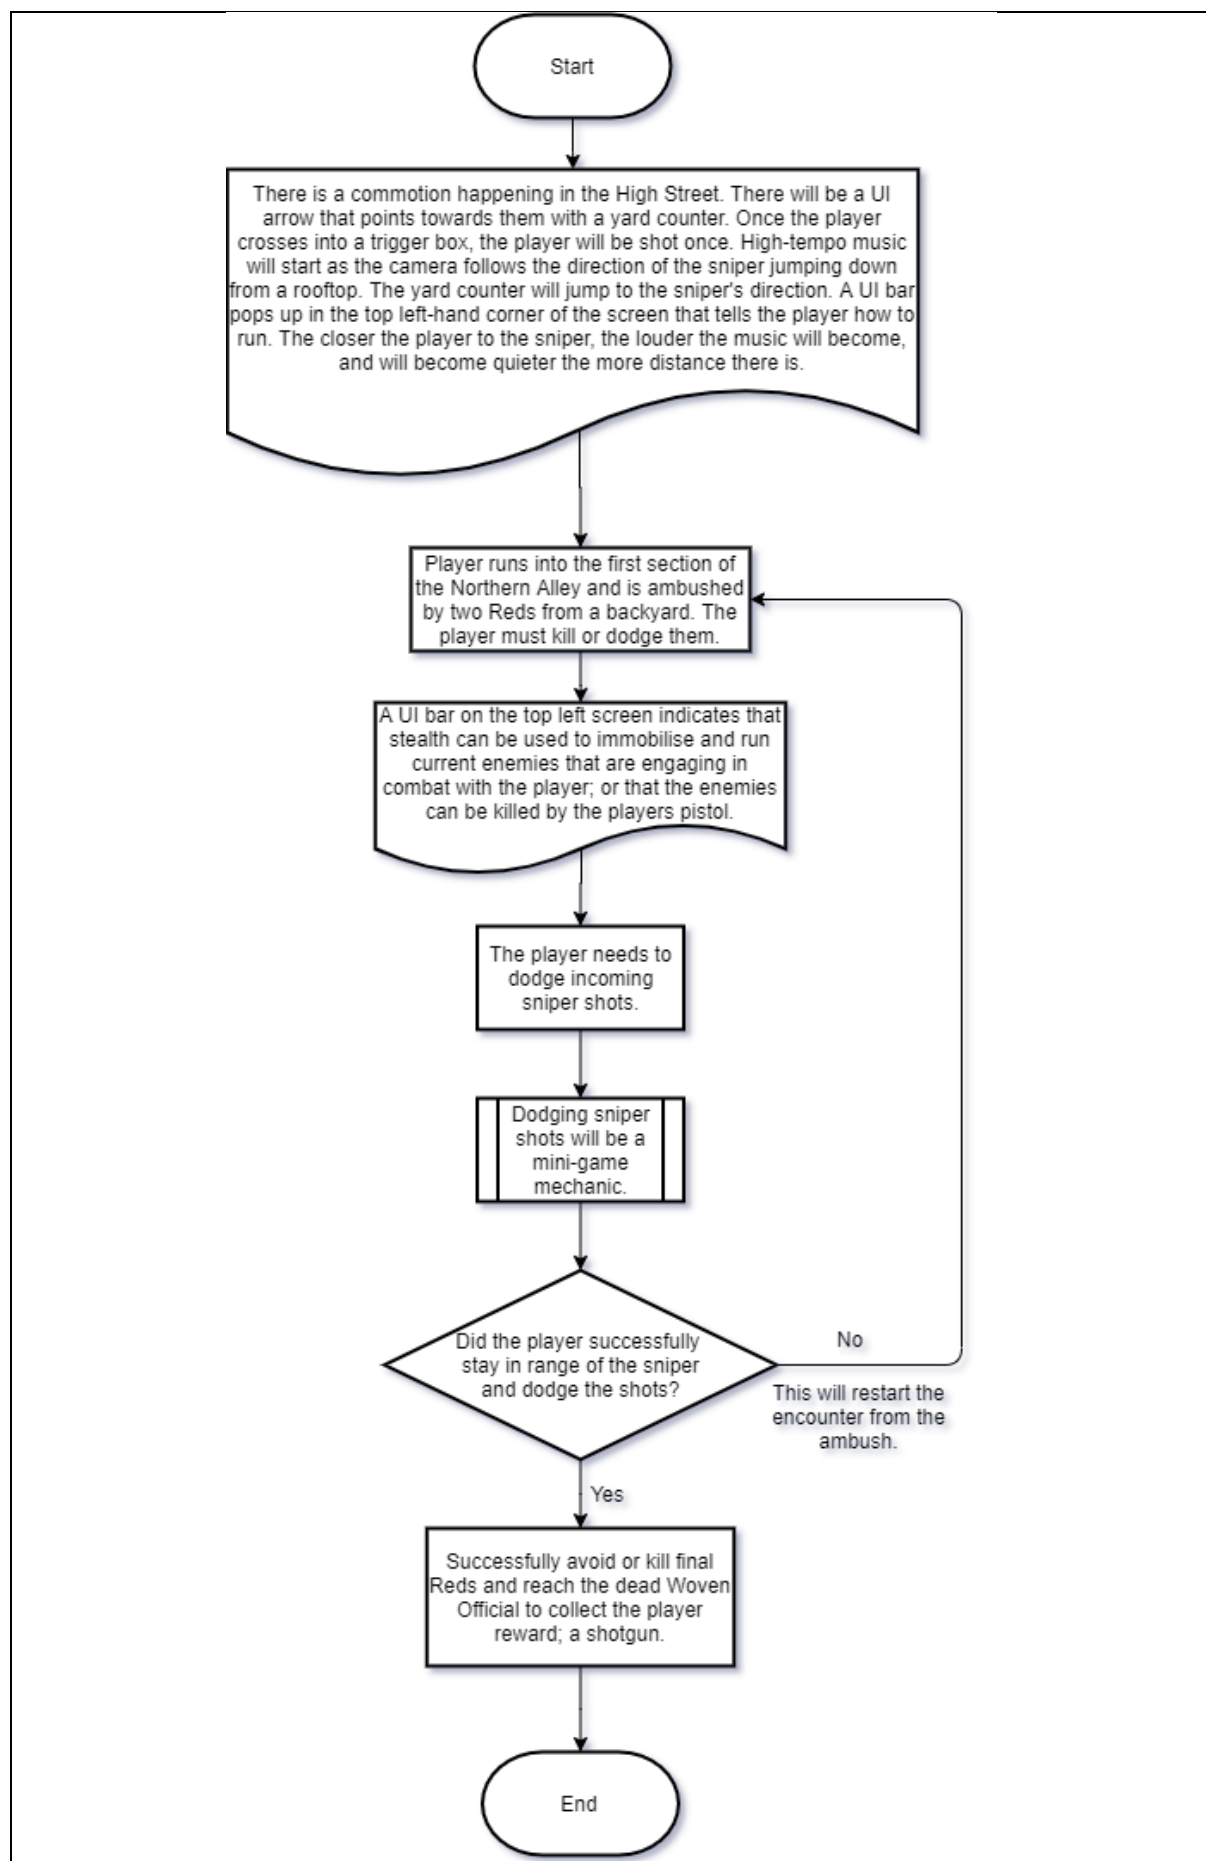 Start
There is a commotion happening in the High Street. There will be a UI
arrow that points towards them with a yard counter. Once the player
crosses into a trigger box, the player will be shot once. High-tempo music
will start as the camera follows the direction of the sniper jumping down
from a rooftop. The yard counter will jump to the sniper's direction. A UI bar
pops up in the top left-hand corner of the screen that tells the player how to
run. The closer the player to the sniper, the louder the music will become,
and will become quieter the more distance there is.
Player runs into the first section of
the Northern Alley and is ambushed
by two Reds from a backyard. The
player must kill or dodge them.
A UI bar on the top left screen indicates that
stealth can be used to immobilise and run
current enemies that are engaging in
combat with the player; or that the enemies
can be killed by the players pistol.
The player needs to
dodge incoming
sniper shots.
Dodging sniper
shots will be a
mini-game
mechanic.
Did the player successfully
stay in range of the sniper
and dodge the shots?
No
This will restart the
encounter from the
ambush.
Yes
Successfully avoid or kill final
Reds and reach the dead Woven
Official to collect the player
reward; a shotgun.
End